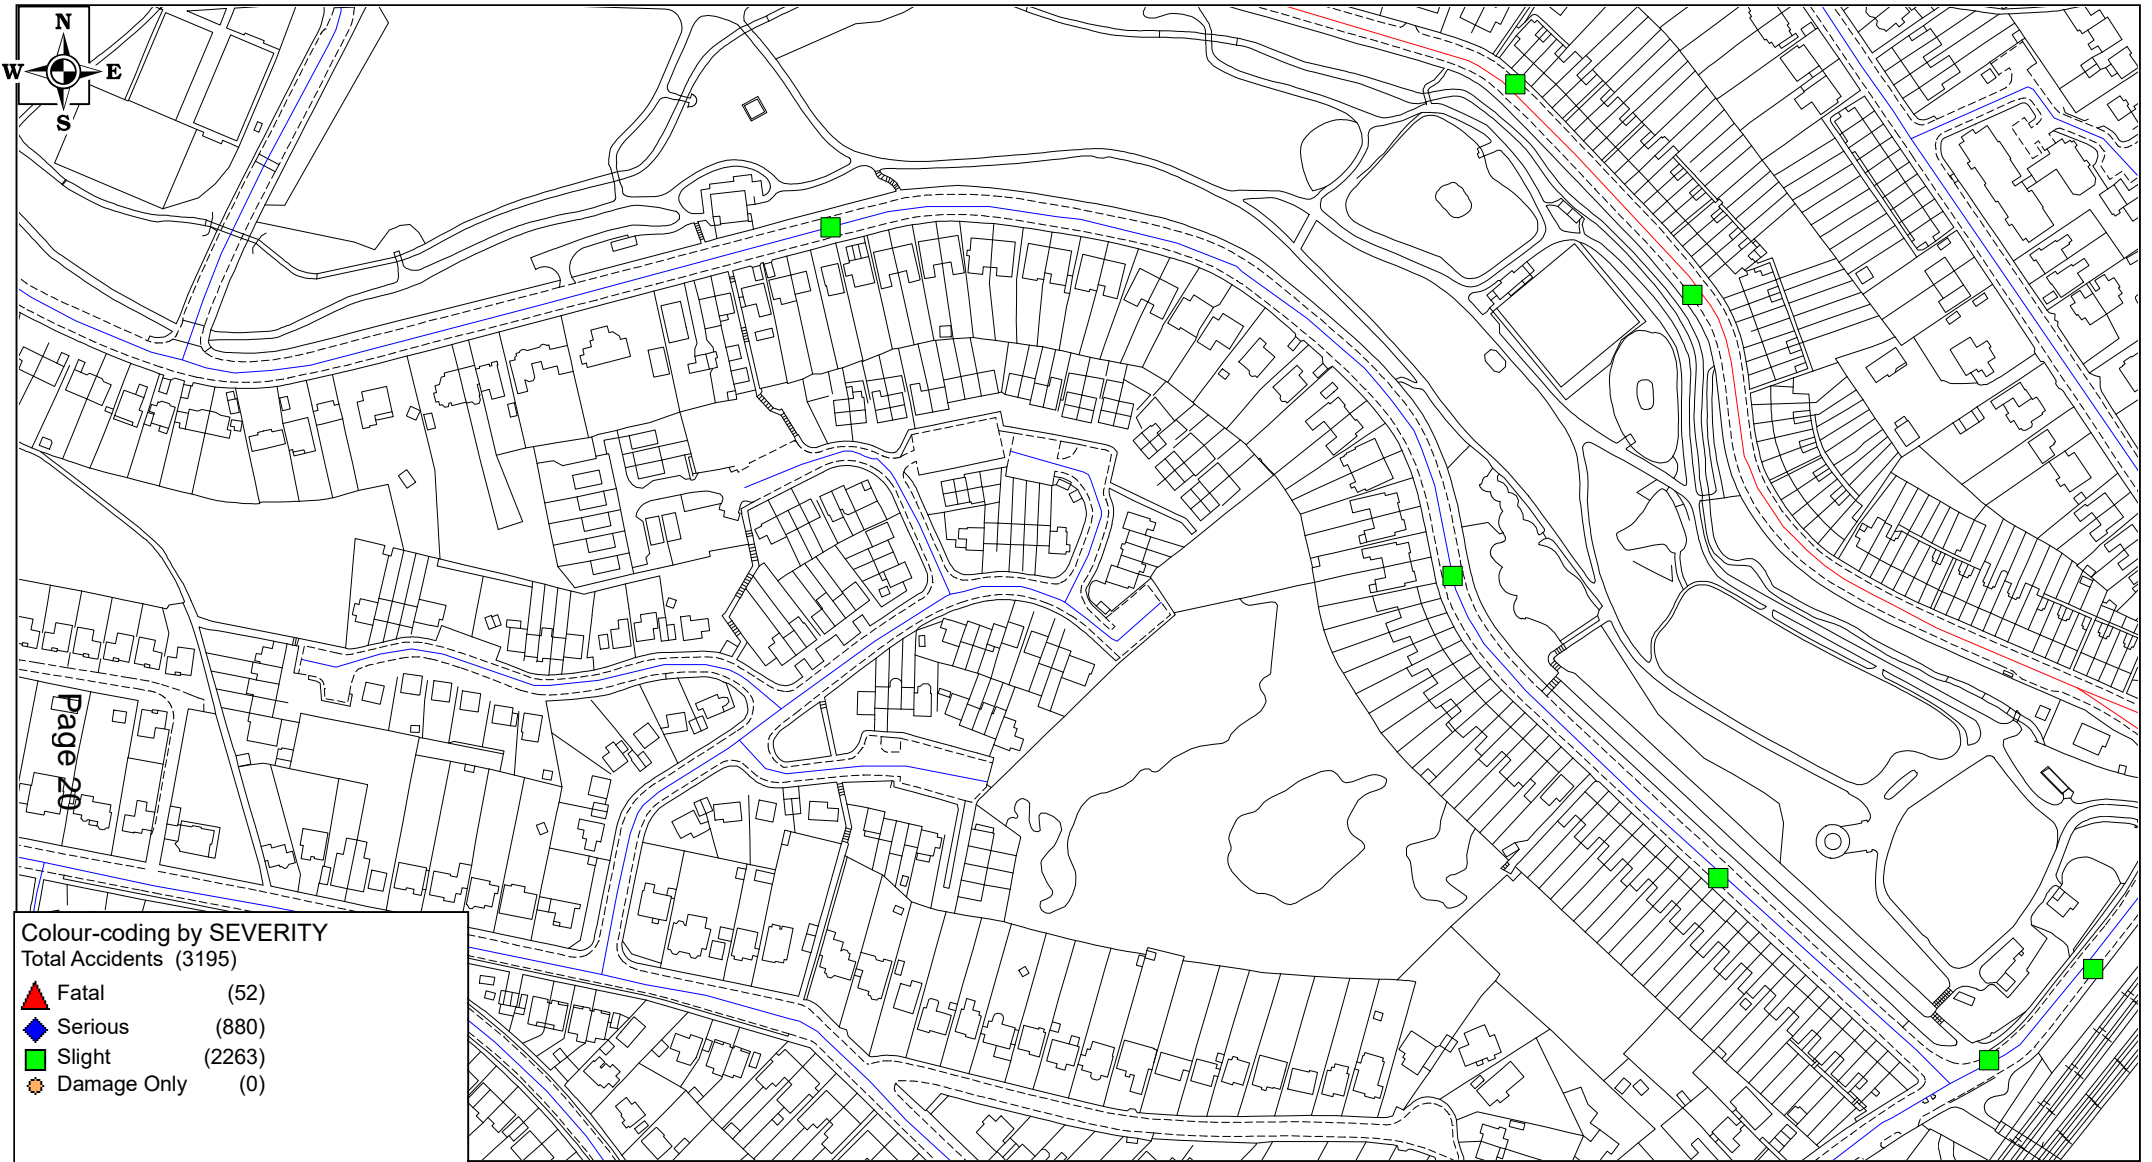 N
W E
S
Page 20
Colour-coding by SEVERITY
Total Accidents (3195)
Fatal (52)
Serious (880)
Slight (2263)
Damage Only (0)